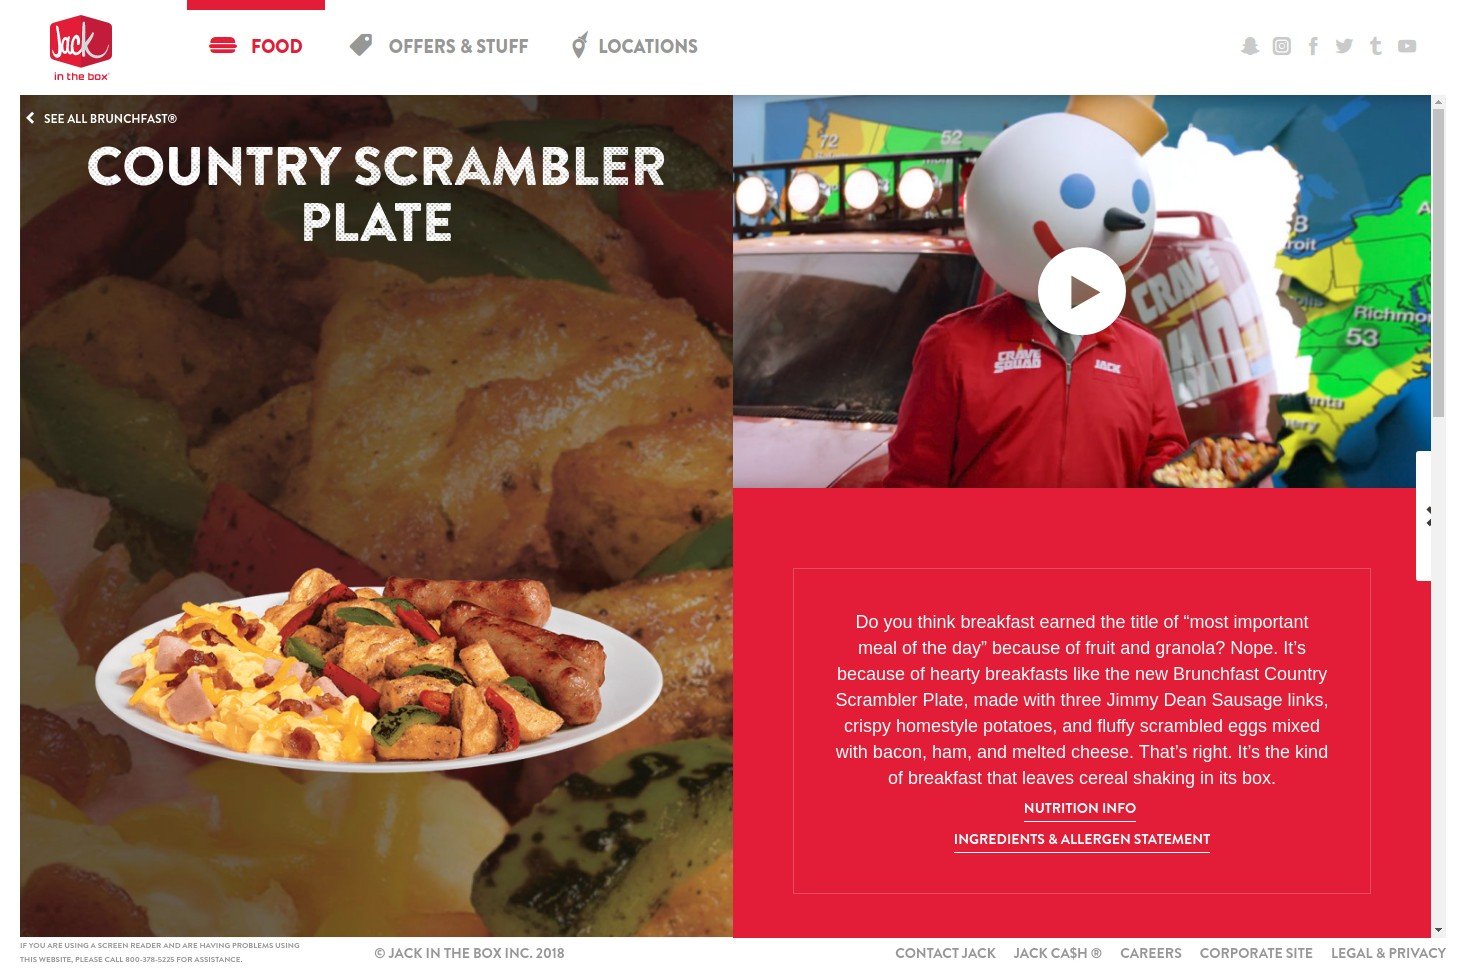 Jack
in the box®
FOOD
OFFERS & STUFF
LOCATIONS
SEE ALL BRUNCHFAST®
COUNTRY SCRAMBLER
PLATE
72
52
8
roit
Richmo
53
anta
ery
CRAVE
CRAVE
SQUAD
JACK
Do you think breakfast earned the title of “most important
meal of the day” because of fruit and granola? Nope. It’s
because of hearty breakfasts like the new Brunchfast Country
Scrambler Plate, made with three Jimmy Dean Sausage links,
crispy homestyle potatoes, and fluffy scrambled eggs mixed
with bacon, ham, and melted cheese. That’s right. It’s the kind
of breakfast that leaves cereal shaking in its box.
NUTRITION INFO
INGREDIENTS & ALLERGEN STATEMENT
IF YOU ARE USING A SCREEN READER AND ARE HAVING PROBLEMS USING
THIS WEBSITE, PLEASE CALL 800-378-5225 FOR ASSISTANCE.
© JACK IN THE BOX INC. 2018
CONTACT JACK
JACK CA$H ®
CAREERS
CORPORATE SITE
LEGAL & PRIVACY